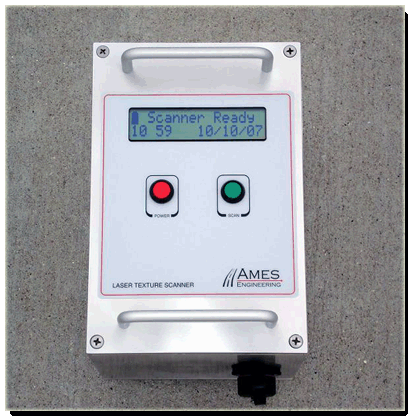 Scanner Ready
10 59 10/10/07
POWER
SCAN
LASER TEXTURE SCANNER
AMES
ENGINEERING